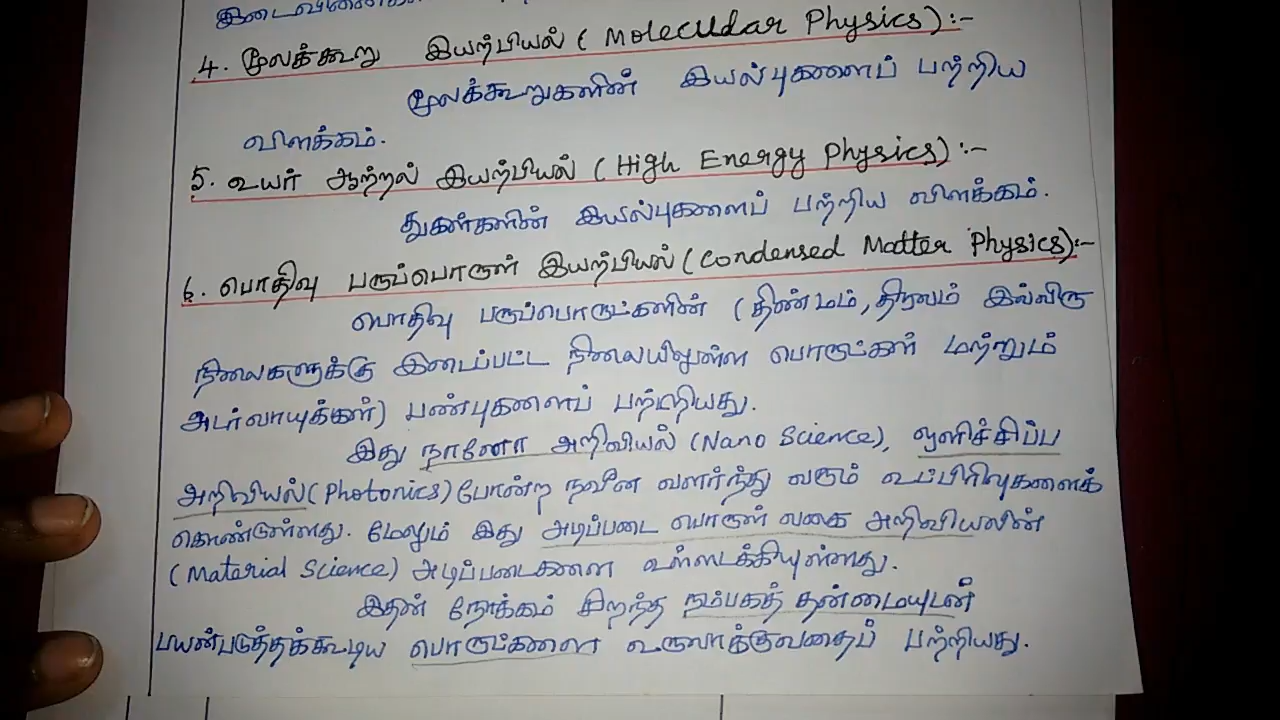 இடைவினைகள்
4. மூலக்கூறு இயற்பியல் (Molecular Physics):-
மூலக்கூறுகளின் இயல்புகளைப் பற்றிய
விளக்கம்.
5. உயர் ஆற்றல் இயற்பியல் (High Energy Physics):-
துகள்களின் இயல்புகளைப் பற்றிய விளக்கம்.
6. பொதிவு பருப்பொருள் இயற்பியல் (Condensed Matter Physics):-
பொதிவு பருப்பொருட்களின் (திண்மம், திரவம் இவ்விரு
நிலைகளுக்கு இடைப்பட்ட நிலையிலுள்ள பொருட்கள் மற்றும்
அடர்வாயுக்கள்) பண்புகளைப் பற்றியது.
இது நானோ அறிவியல் (Nano Science), ஒளிச்சிப்ப
அறிவியல் (Photonics) போன்ற நவீன வளர்ந்து வரும் உட்பிரிவுகளைக்
கொண்டுள்ளது. மேலும் இது அடிப்படை பொருள் வகை அறிவியலின்
(Material Science) அடிப்படைகளை உள்ளடக்கியுள்ளது.
இதன் நோக்கம் சிறந்த நம்பகத் தன்மையுடன்
பயன்படுத்தக்கூடிய பொருட்களை உருவாக்குவதைப் பற்றியது.